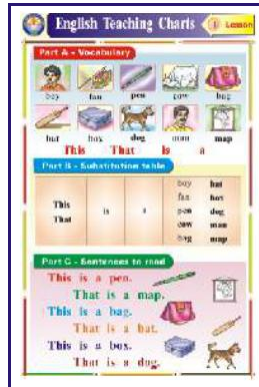 English Teaching Charts 1 Lesson
Part A - Vocabulary
boy fan pen cow bag
bat box dog man map
This That is a
Part B - Substitution table
boy bat
fan box
This is a pen dog
That cow man
bag map
Part C - Sentences to read
This is a pen.
That is a map.
This is a bag.
That is a bat.
This is a box.
That is a dog.